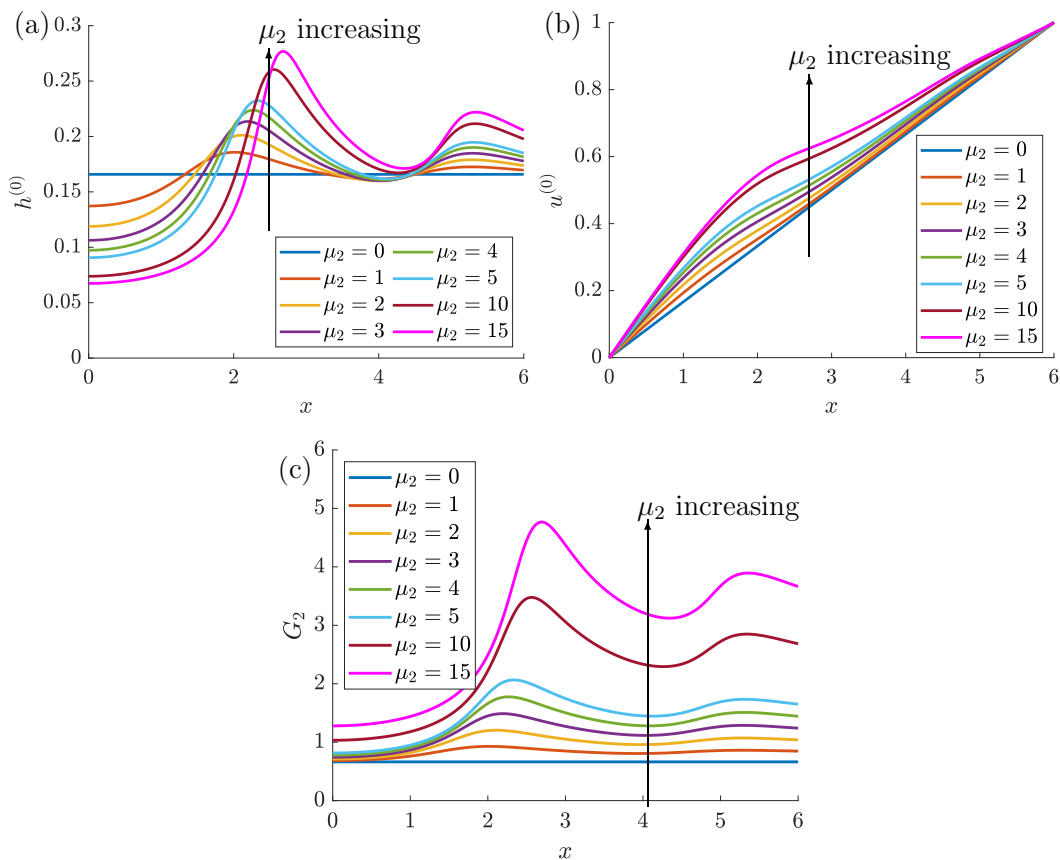 (a)
μ₂ increasing
0.3
0.25
0.2
0.15
0.1
0.05
0
h⁽⁰⁾
μ₂ = 0
μ₂ = 1
μ₂ = 2
μ₂ = 3
μ₂ = 4
μ₂ = 5
μ₂ = 10
μ₂ = 15
0 2 4 6
x
(b)
μ₂ increasing
1
0.8
0.6
0.4
0.2
0
u⁽⁰⁾
μ₂ = 0
μ₂ = 1
μ₂ = 2
μ₂ = 3
μ₂ = 4
μ₂ = 5
μ₂ = 10
μ₂ = 15
0 1 2 3 4 5 6
x
(c)
μ₂ increasing
6
5
4
3
2
1
0
G₂
μ₂ = 0
μ₂ = 1
μ₂ = 2
μ₂ = 3
μ₂ = 4
μ₂ = 5
μ₂ = 10
μ₂ = 15
0 1 2 3 4 5 6
x